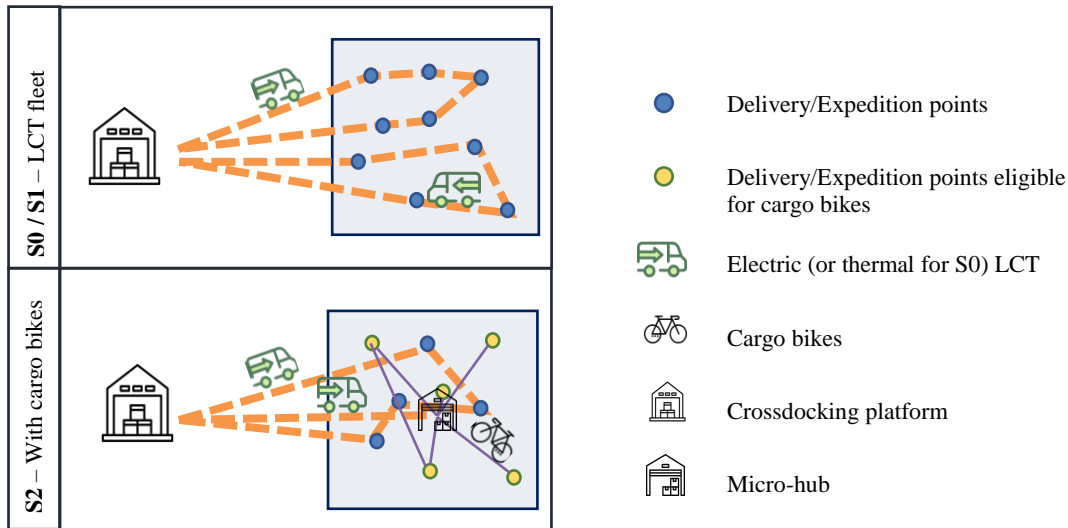 S0 / S1 – LCT fleet
S2 – With cargo bikes
Delivery/Expedition points
Delivery/Expedition points eligible
for cargo bikes
Electric (or thermal for S0) LCT
Cargo bikes
Crossdocking platform
Micro-hub